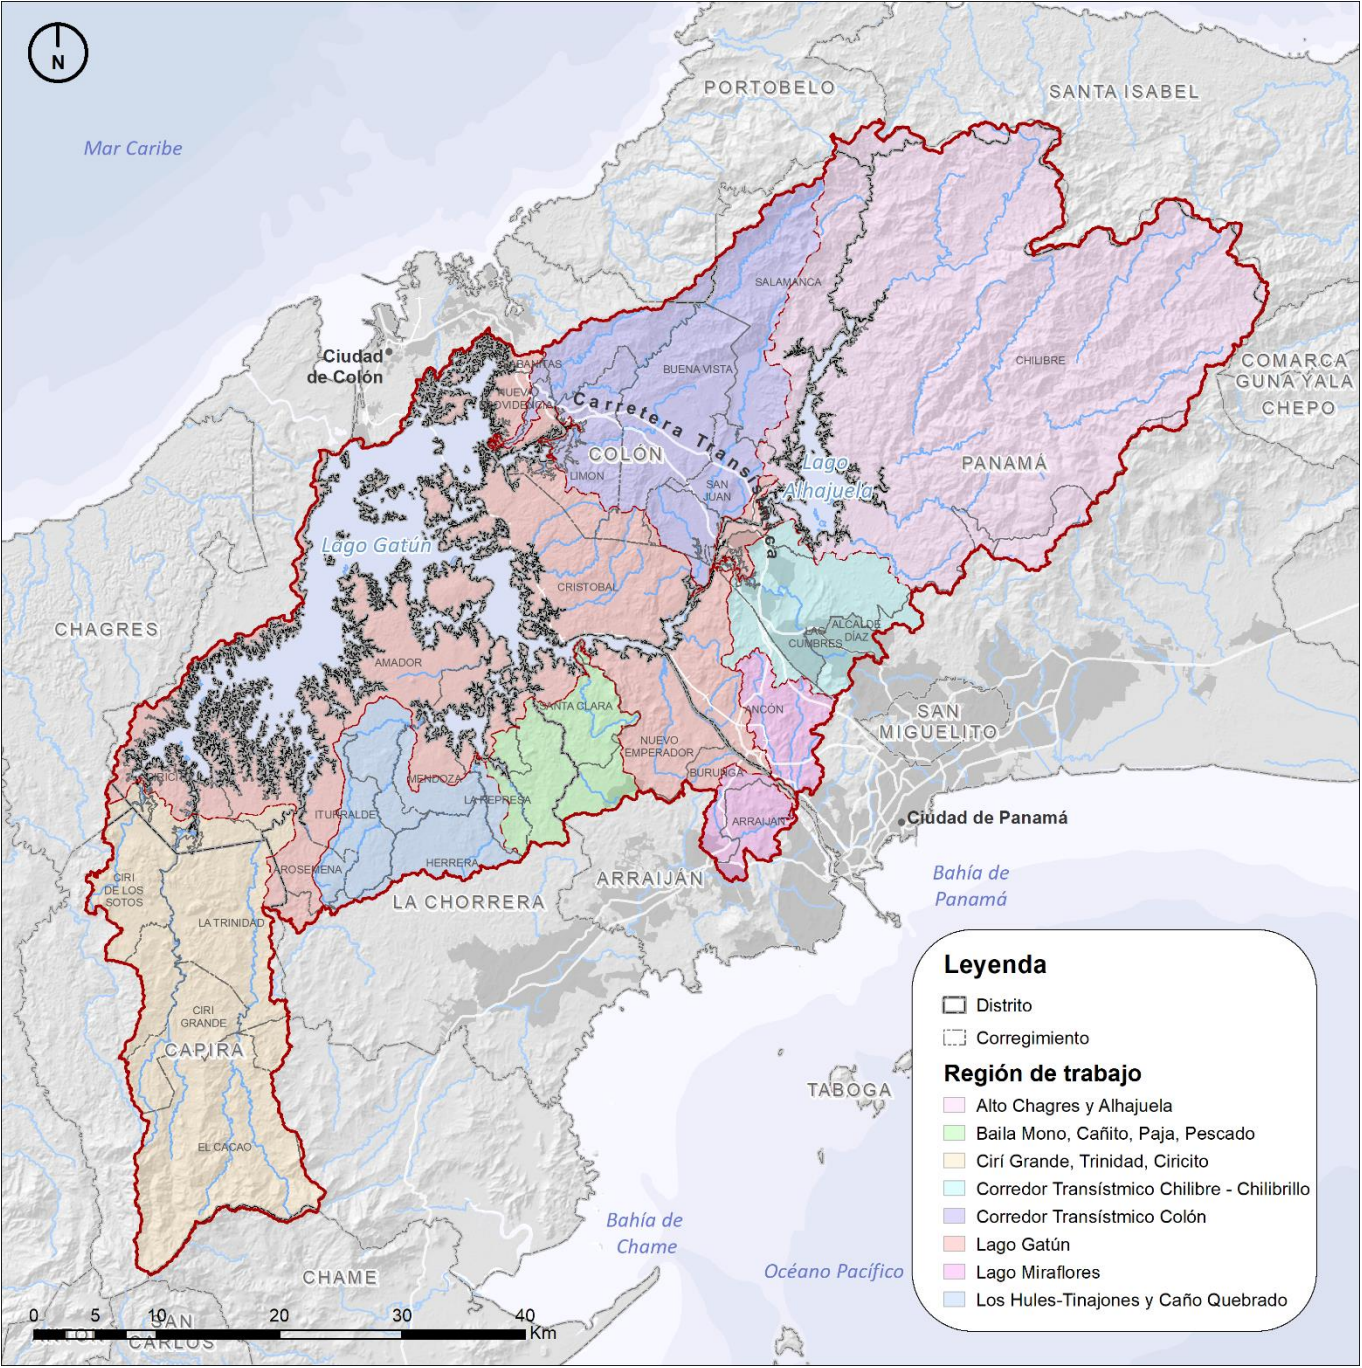 N
PORTOBELO
SANTA ISABEL
Mar Caribe
SALAMANCA
Ciudad
de Colón
CHILIBRE
COMARCA
GUNA YALA
CHEPO
BUENA VISTA
NUEVA
PROVIDENCIA
Carretera Transístmica
COLÓN
LIMON
SAN
JUAN
Lago
Alhajuela
PANAMÁ
Lago Gatún
CRISTOBAL
CHAGRES
ALCALDE
DÍAZ
LAS
CUMBRES
AMADOR
SANTA CLARA
ANCÓN
SAN
MIGUELITO
NUEVO
EMPERADOR
BURUNGA
MENDOZA
LA REPRESA
ITURRALDE
ARRAIJAN
Ciudad de Panamá
HERRERA
AROSEMENA
CIRI
DE LOS
SOTOS
ARRAIJÁN
LA CHORRERA
LA TRINIDAD
Bahía de
Panamá
CIRI
GRANDE
CAPIRA
TABOGA
EL CACAO
Bahía de
Chame
Océano Pacífico
CHAME
SAN
CARLOS
0 5 10 20 30 40
Km
Leyenda
Distrito
Corregimiento
Región de trabajo
Alto Chagres y Alhajuela
Baila Mono, Cañito, Paja, Pescado
Cirí Grande, Trinidad, Ciricito
Corredor Transístmico Chilibre - Chilibrillo
Corredor Transístmico Colón
Lago Gatún
Lago Miraflores
Los Hules-Tinajones y Caño Quebrado